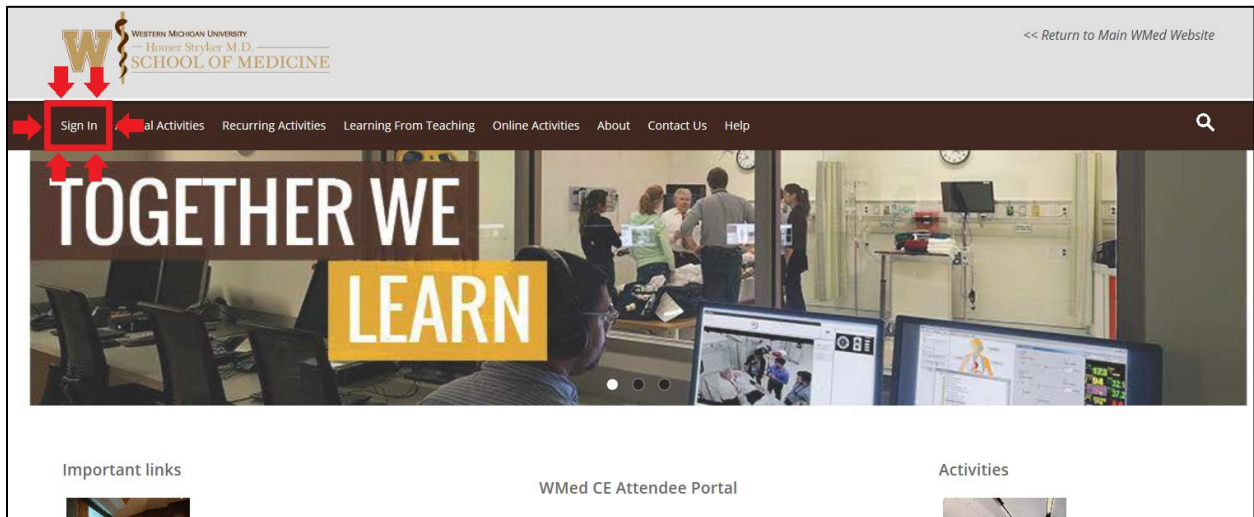 WESTERN MICHIGAN UNIVERSITY
Homer Stryker M.D.
SCHOOL OF MEDICINE
<< Return to Main WMed Website
Sign In al Activities Recurring Activities Learning From Teaching Online Activities About Contact Us Help
TOGETHER WE
LEARN
Important links
WMed CE Attendee Portal
Activities